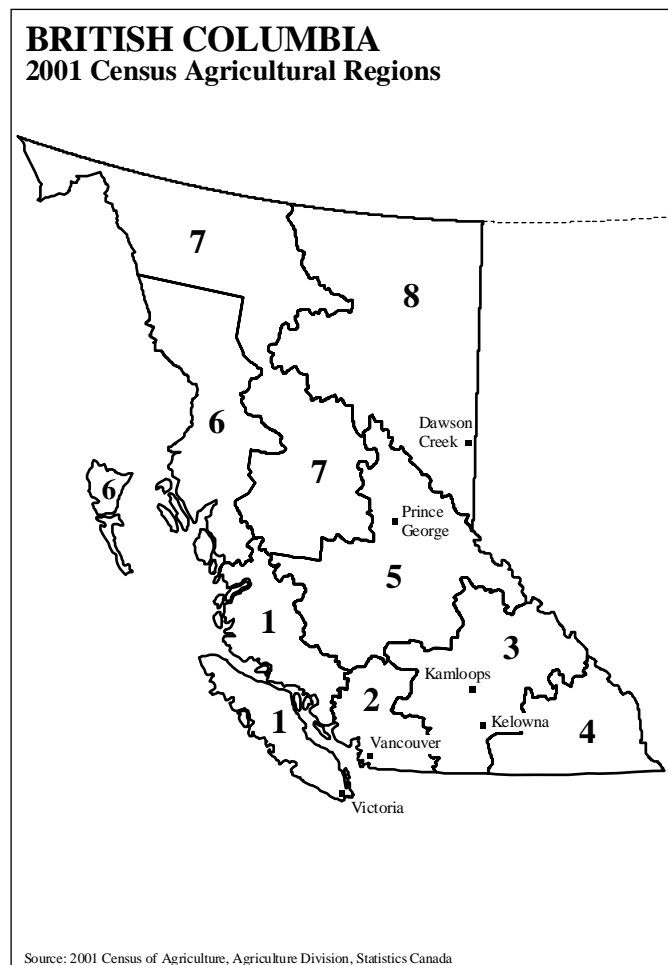 BRITISH COLUMBIA
2001 Census Agricultural Regions
7
8
6
Dawson
Creek
7
6
Prince
George
5
1
3
Kamloops
2
1
Kelowna
4
Vancouver
Victoria
Source: 2001 Census of Agriculture, Agriculture Division, Statistics Canada